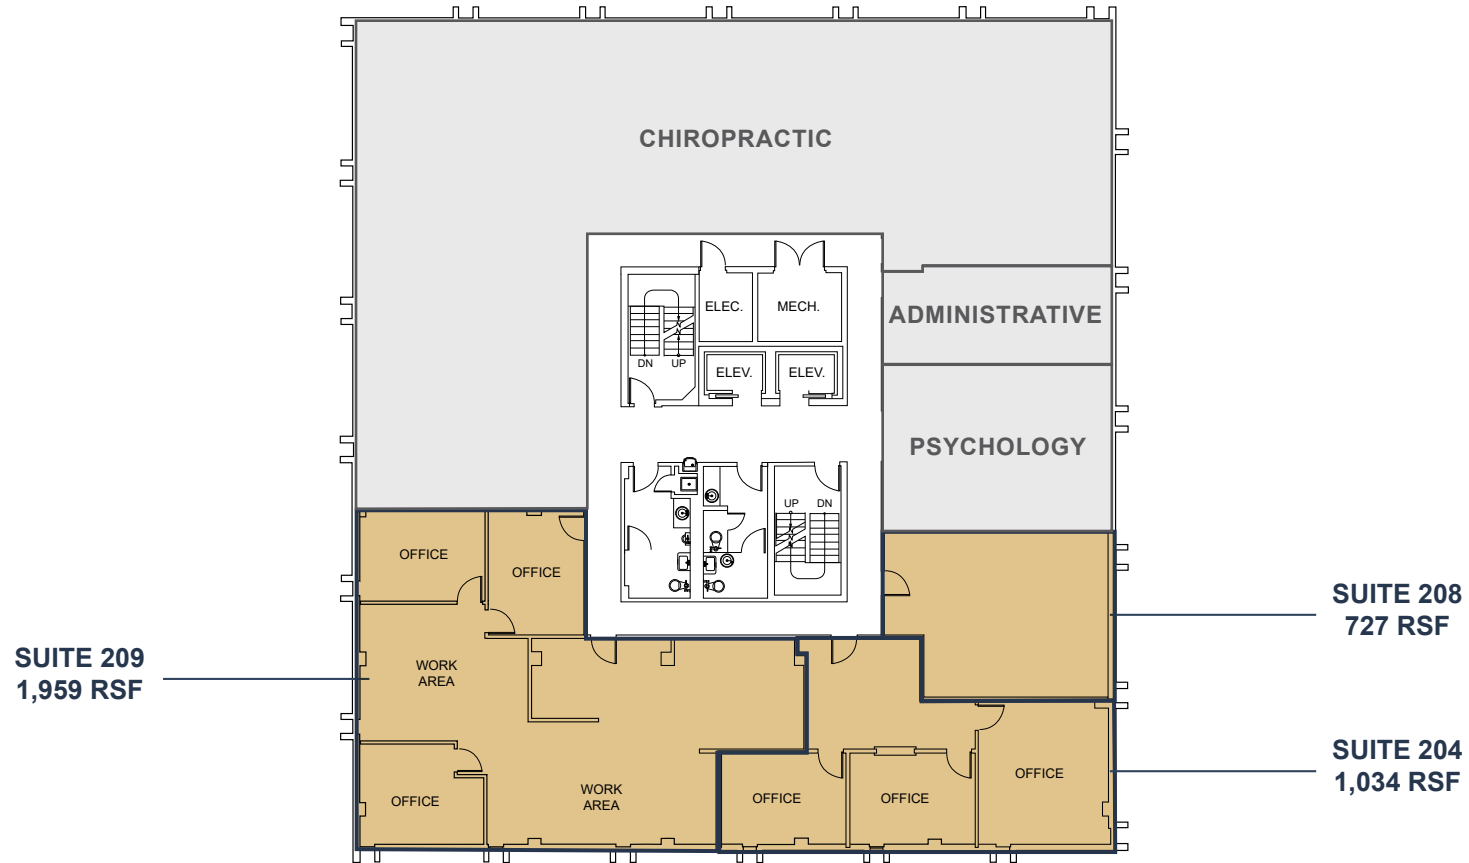 CHIROPRACTIC
ELEC.
MECH.
ADMINISTRATIVE
DN
UP
ELEV.
ELEV.
PSYCHOLOGY
UP
DN
OFFICE
OFFICE
SUITE 208
727 RSF
SUITE 209
1,959 RSF
WORK
AREA
SUITE 204
1,034 RSF
OFFICE
OFFICE
WORK
AREA
OFFICE
OFFICE